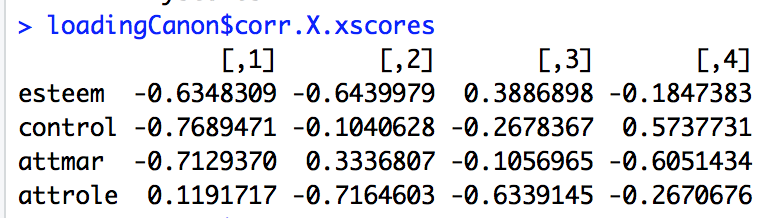 > loadingCanon$corr.X.xscores
[,1] [,2] [,3] [,4]
esteem -0.6348309 -0.6439979 0.3886898 -0.1847383
control -0.7689471 -0.1040628 -0.2678367 0.5737731
attmar -0.7129370 0.3336807 -0.1056965 -0.6051434
attrole 0.1191717 -0.7164603 -0.6339145 -0.2670676